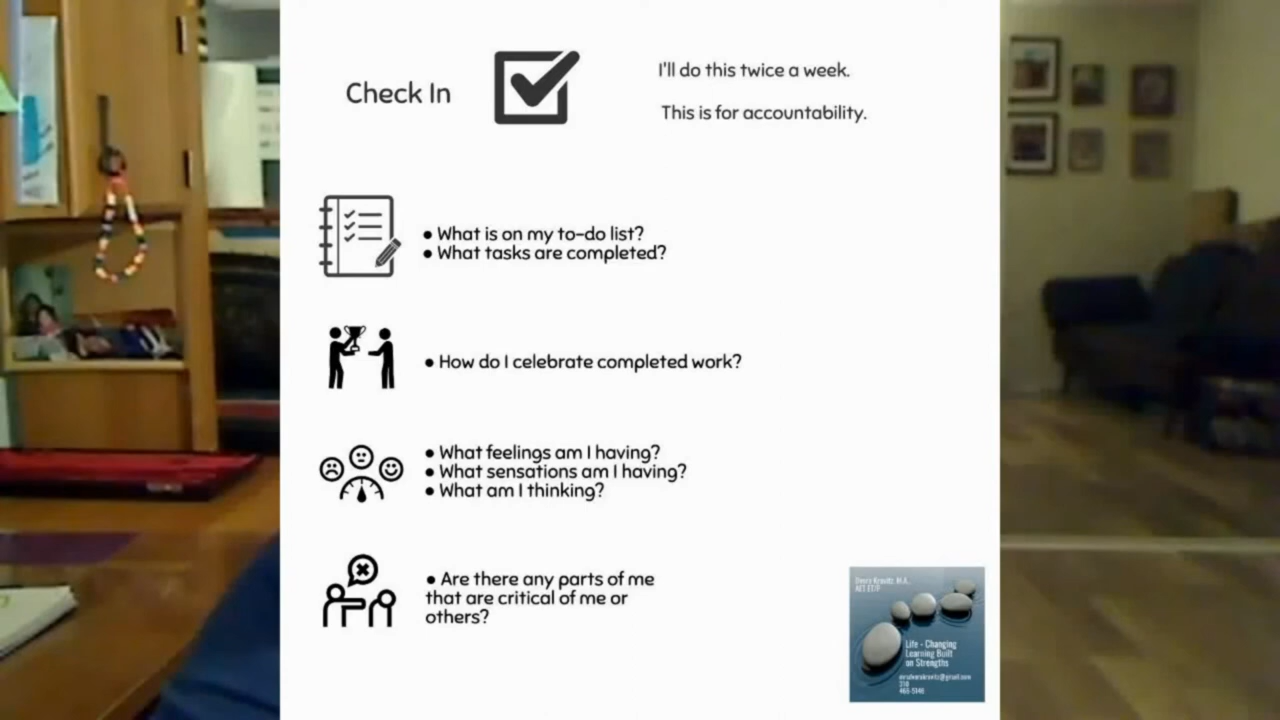 Check In
I'll do this twice a week.
This is for accountability.
● What is on my to-do list?
● What tasks are completed?
● How do I celebrate completed work?
● What feelings am I having?
● What sensations am I having?
● What am I thinking?
● Are there any parts of me
that are critical of me or
others?
Kravitz, M.A.,
Life - Changing
Learning Built
on Strengths